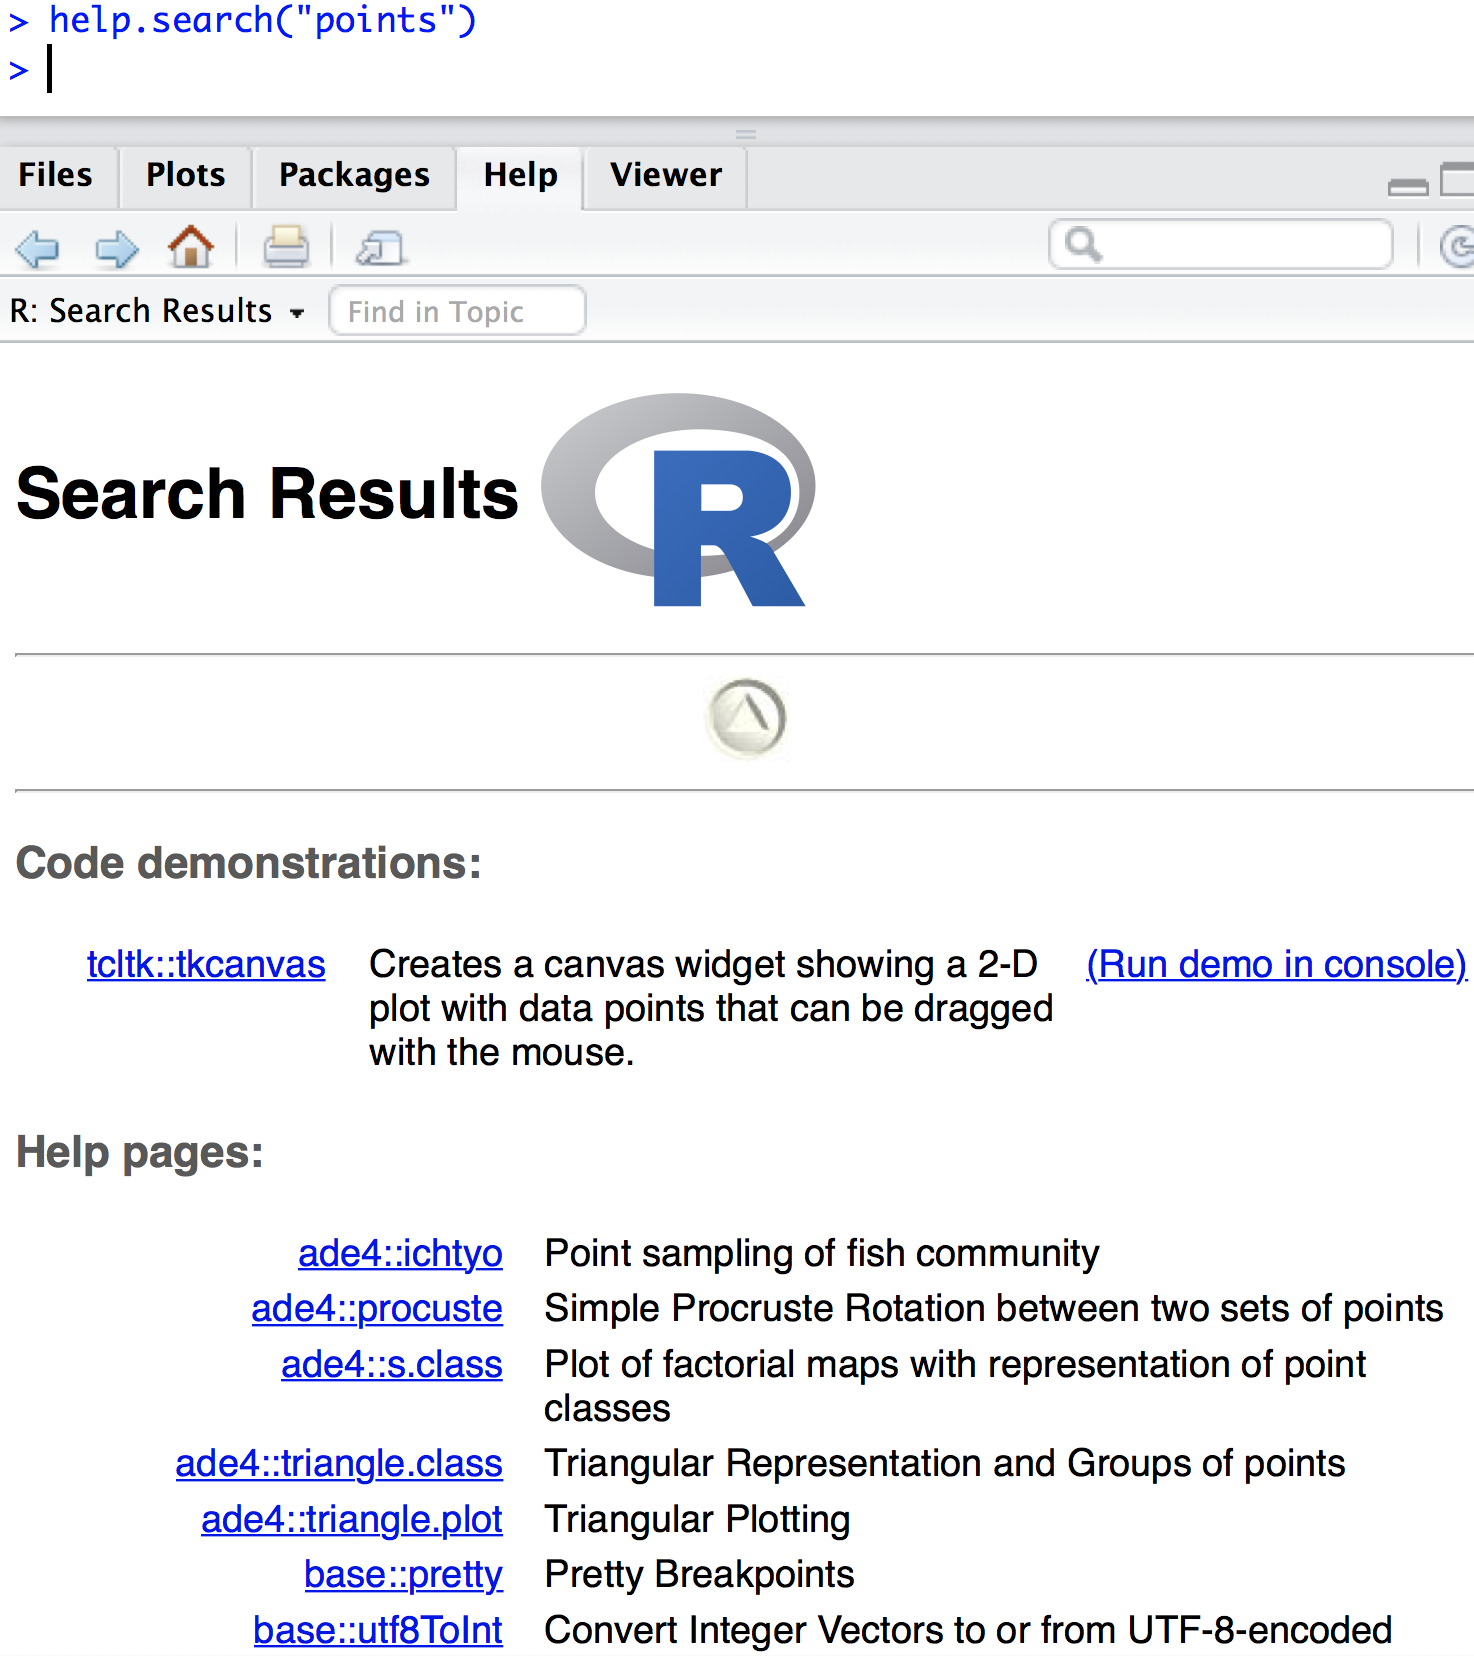 > help.search("points")
>
Files Plots Packages Help Viewer
R: Search Results Find in Topic
Search Results R
Code demonstrations:
tcltk::tkcanvas Creates a canvas widget showing a 2-D (Run demo in console)
plot with data points that can be dragged
with the mouse.
Help pages:
ade4::ichtyo Point sampling of fish community
ade4::procuste Simple Procruste Rotation between two sets of points
ade4::s.class Plot of factorial maps with representation of point
classes
ade4::triangle.class Triangular Representation and Groups of points
ade4::triangle.plot Triangular Plotting
base::pretty Pretty Breakpoints
base::utf8ToInt Convert Integer Vectors to or from UTF-8-encoded